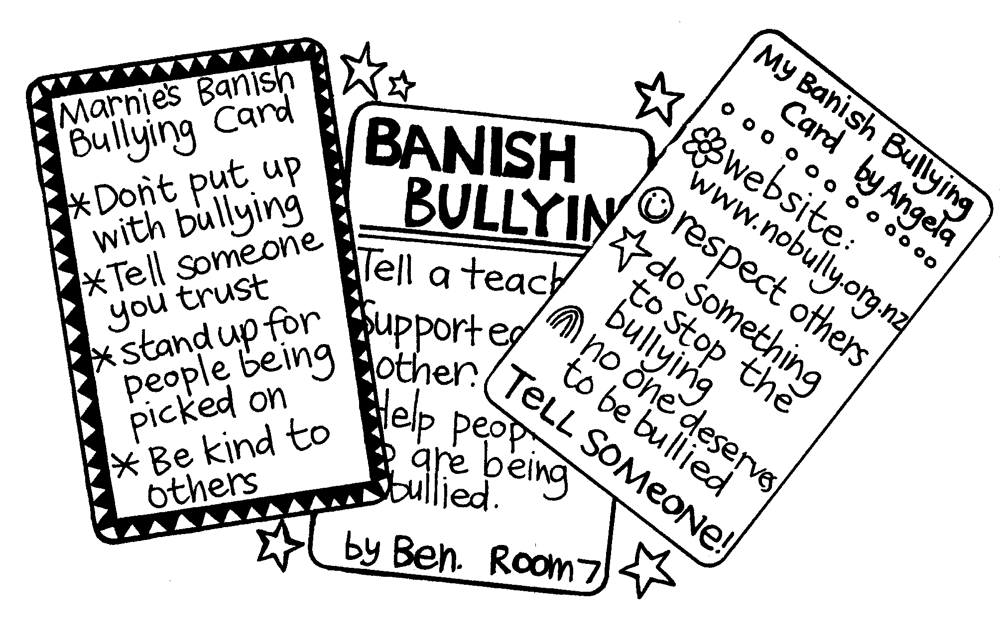 Marnie's Banish
Bullying Card
* Don't put up
with bullying
* Tell someone
you trust
* Stand up for
people being
picked on
* Be kind to
others
BANISH
BULLYIN
Tell a teach
Support ea
other.
Help peop
are being
bullied.
by Ben. Room 7
My Banish Bullying
Card by Angela
website:
www.nobully.org.nz
respect others
do something
to stop the
bullying
no one deserves
to be bullied
TELL SOMEONE!